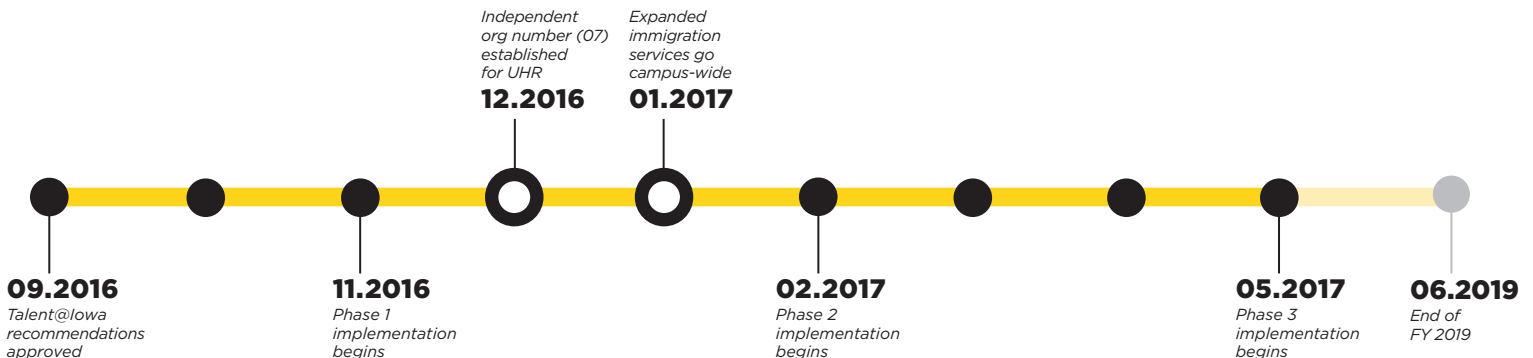 Independent
org number (07)
established
for UHR
12.2016
Expanded
immigration
services go
campus-wide
01.2017
09.2016
Talent@Iowa
recommendations
approved
11.2016
Phase 1
implementation
begins
02.2017
Phase 2
implementation
begins
05.2017
Phase 3
implementation
begins
06.2019
End of
FY 2019